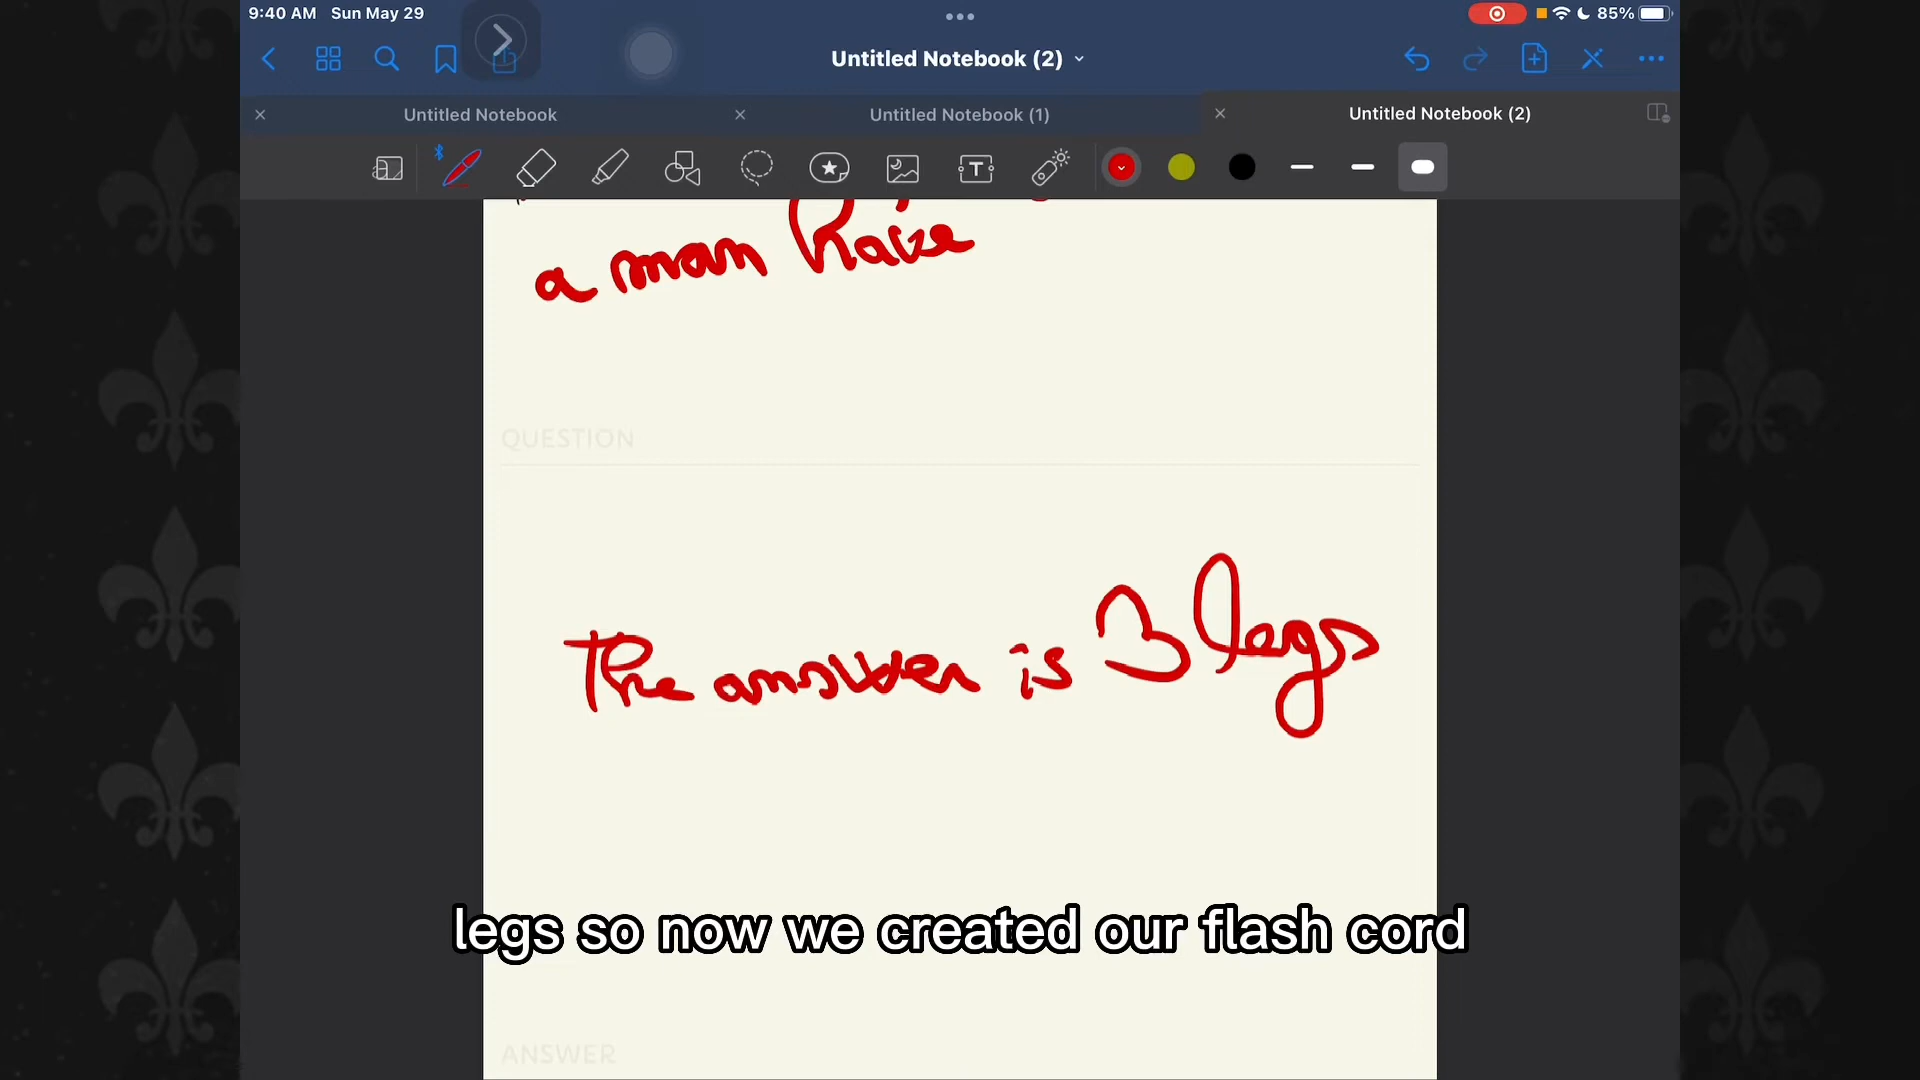 9:40 AM Sun May 29
85%
Untitled Notebook (2)
Untitled Notebook
Untitled Notebook (1)
Untitled Notebook (2)
a man have
QUESTION
The answer is 3 legs
legs so now we created our flash cord
ANSWER